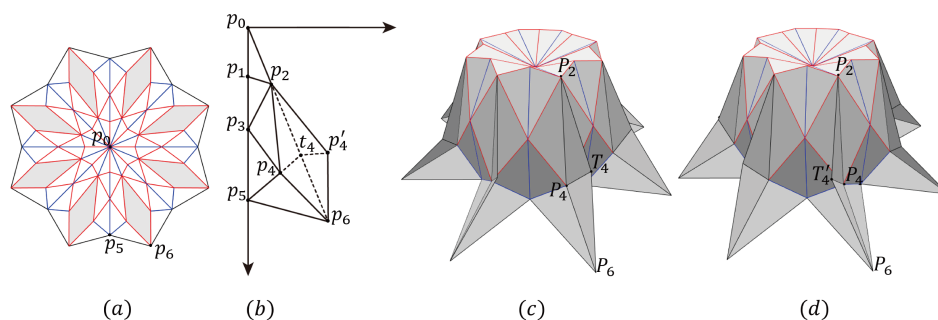 p₀
p₅
p₆
(a)
p₀
p₁
p₂
p₃
t₄
p₄′
p₄
p₅
p₆
(b)
P₂
T₄
P₄
P₆
(c)
P₂
T₄′
P₄
P₆
(d)